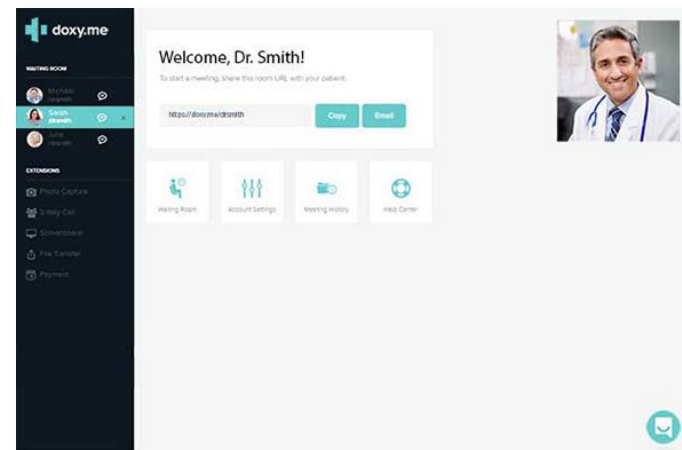 doxy.me
WAITING ROOM
Michael
Sarah
Julia
EXTENSIONS
Photo Capture
3-Way Call
Screenshare
File Transfer
Payment
Welcome, Dr. Smith!
To start a meeting, share this room URL with your patient.
https://doxy.me/drsmith
Copy
Email
Waiting Room
Account Settings
Meeting History
Help Center